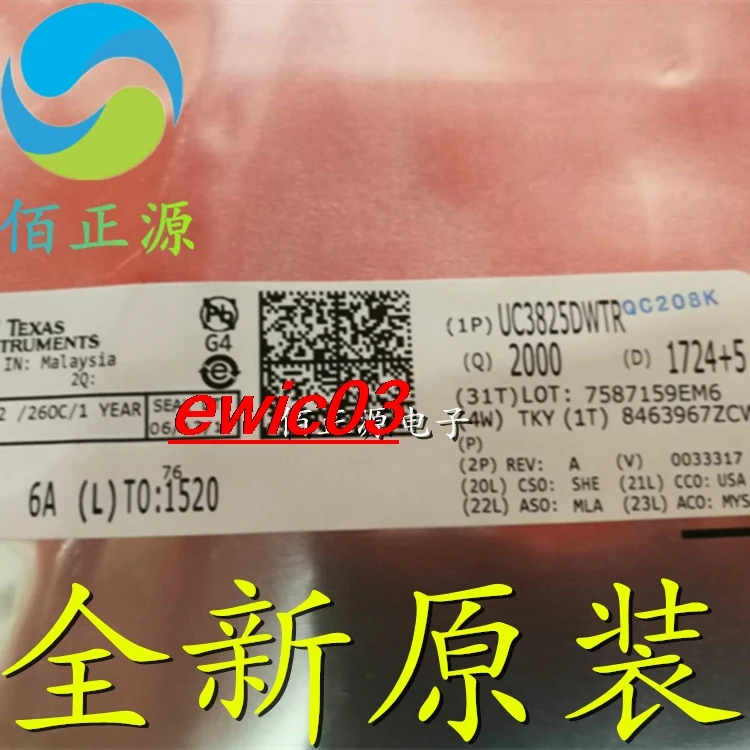 佰正源
TEXAS
STRUMENTS
IN: Malaysia
2Q:
G4
2 /260C/1 YEAR
SEA
06
ewic03
佰正源电子
6A (L)TO:1520
76
(1P) UC3825DWTR
QC208K
(Q) 2000 (D) 1724+5
(31T)LOT: 7587159EM6
4W) TKY (1T) 8463967ZCV
(P)
(2P) REV: A (V) 0033317
(20L) CSO: SHE (21L) CCO: USA
(22L) ASO: MLA (23L) ACO: MYS
全新原装